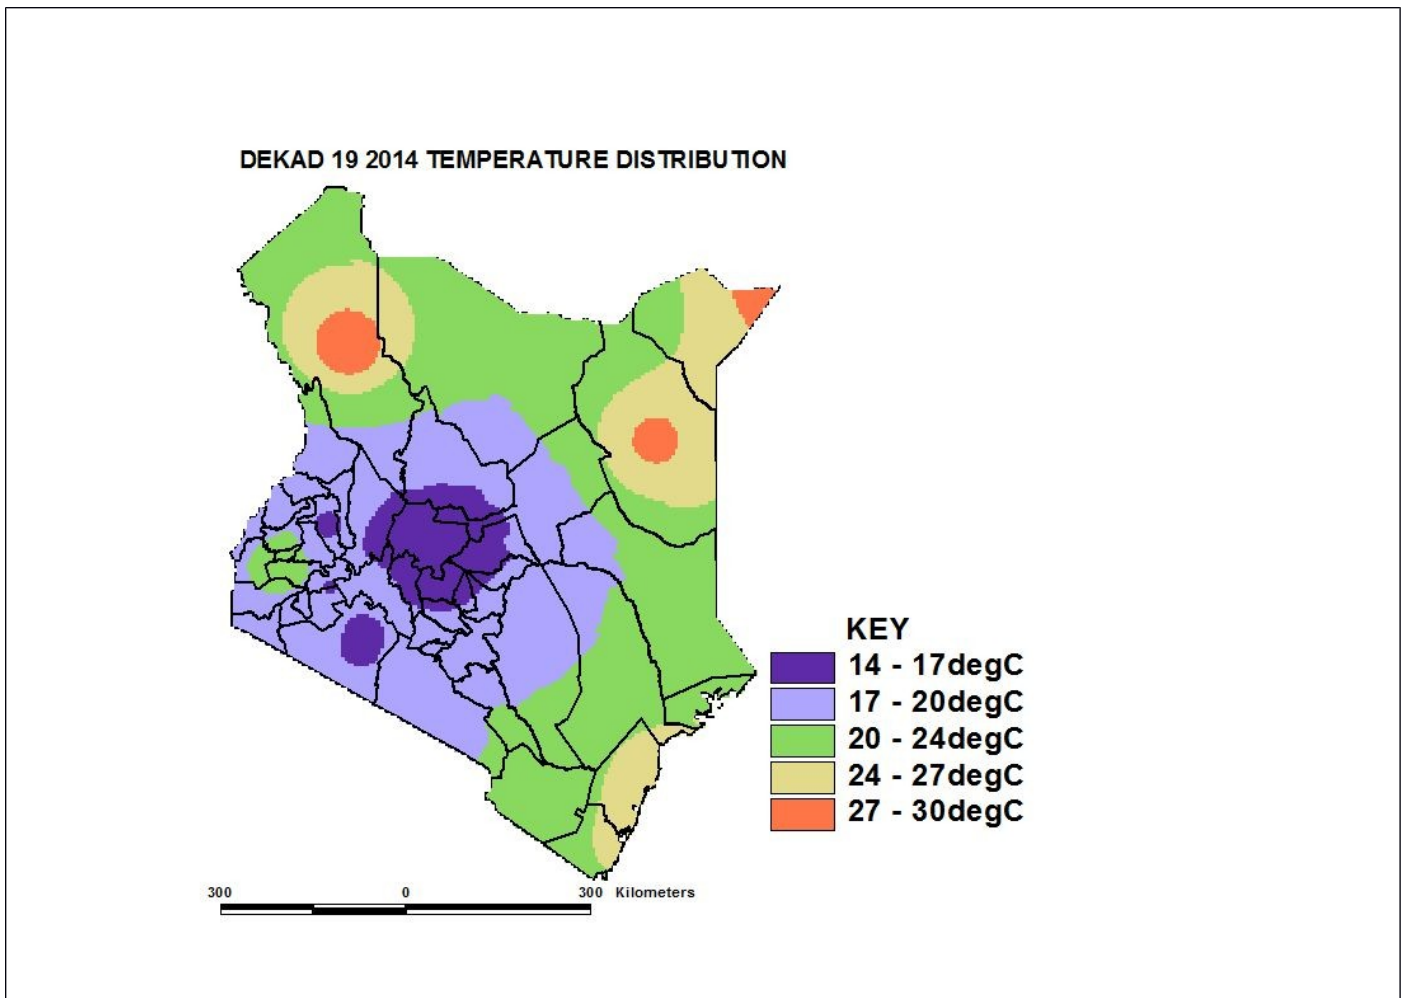 DEKAD 19 2014 TEMPERATURE DISTRIBUTION
KEY
14 - 17degC
17 - 20degC
20 - 24degC
24 - 27degC
27 - 30degC
300 0 300 Kilometers